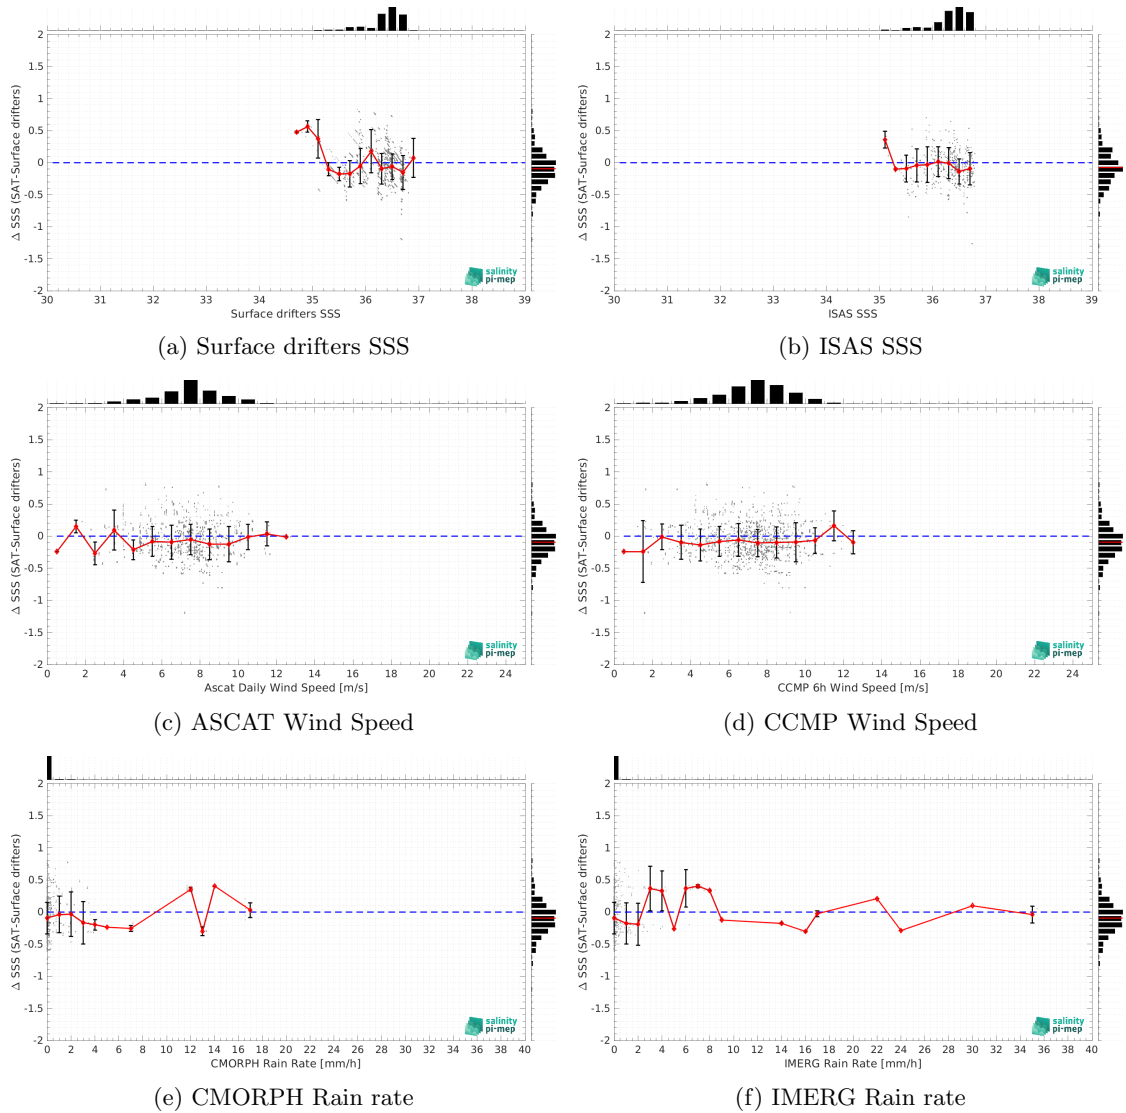 2
1.5
1
0.5
0
-0.5
-1
-1.5
-2
Δ SSS (SAT-Surface drifters)
30 31 32 33 34 35 36 37 38 39
Surface drifters SSS
salinity
pi-mep
(a) Surface drifters SSS
2
1.5
1
0.5
0
-0.5
-1
-1.5
-2
Δ SSS (SAT-Surface drifters)
30 31 32 33 34 35 36 37 38 39
ISAS SSS
salinity
pi-mep
(b) ISAS SSS
2
1.5
1
0.5
0
-0.5
-1
-1.5
-2
Δ SSS (SAT-Surface drifters)
0 2 4 6 8 10 12 14 16 18 20 22 24
Ascat Daily Wind Speed [m/s]
salinity
pi-mep
(c) ASCAT Wind Speed
2
1.5
1
0.5
0
-0.5
-1
-1.5
-2
Δ SSS (SAT-Surface drifters)
0 2 4 6 8 10 12 14 16 18 20 22 24
CCMP 6h Wind Speed [m/s]
salinity
pi-mep
(d) CCMP Wind Speed
2
1.5
1
0.5
0
-0.5
-1
-1.5
-2
Δ SSS (SAT-Surface drifters)
0 2 4 6 8 10 12 14 16 18 20 22 24 26 28 30 32 34 36 38 40
CMORPH Rain Rate [mm/h]
salinity
pi-mep
(e) CMORPH Rain rate
2
1.5
1
0.5
0
-0.5
-1
-1.5
-2
Δ SSS (SAT-Surface drifters)
0 2 4 6 8 10 12 14 16 18 20 22 24 26 28 30 32 34 36 38 40
IMERG Rain Rate [mm/h]
salinity
pi-mep
(f) IMERG Rain rate